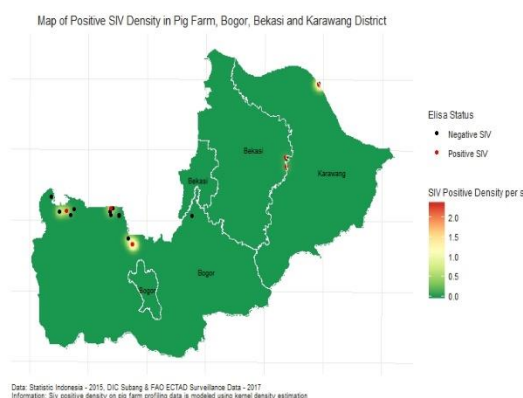 Map of Positive SIV Density in Pig Farm, Bogor, Bekasi and Karawang District
Elisa Status
Negative SIV
Positive SIV
SIV Positive Density per s
2.0
1.5
1.0
0.5
0.0
Bekasi
Bekasi
Karawang
Bogor
Bogor
Data: Statistic Indonesia - 2015, DIC Subang & FAO ECTAD Surveillance Data - 2017
Information: Siv positive density on pig farm profiling data is modeled using kernel density estimation